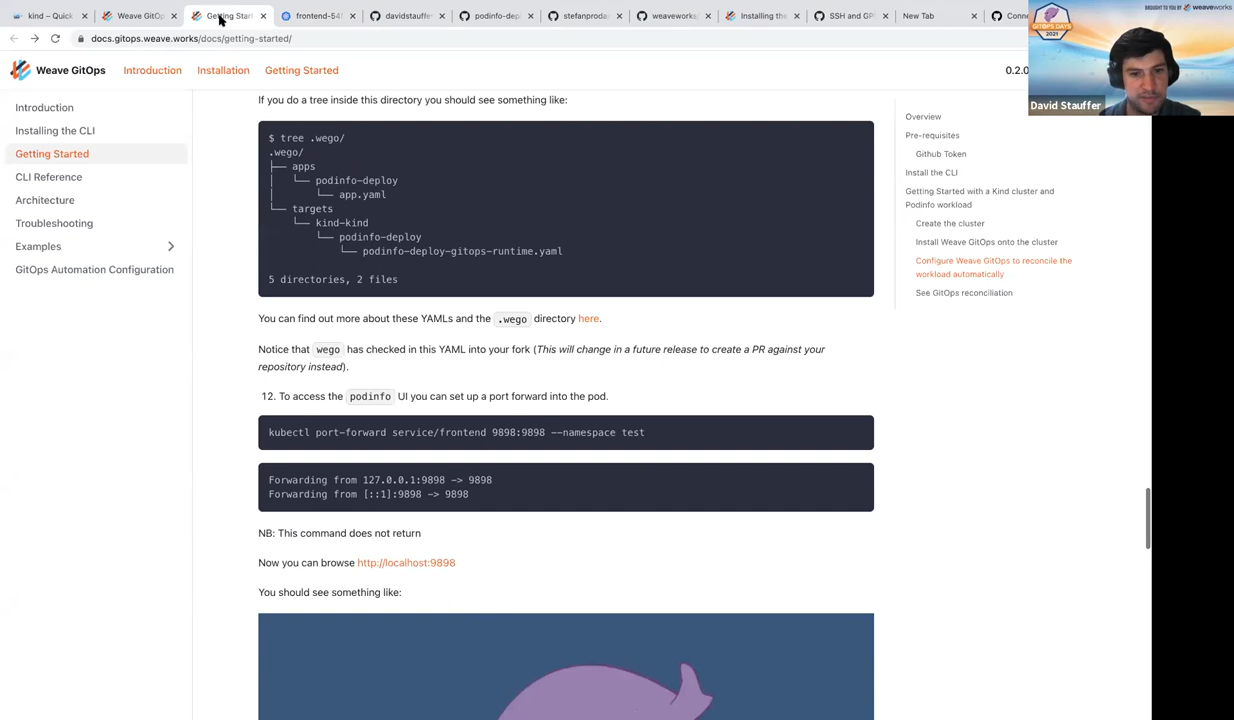 kind – Quick
Weave GitOp
Getting Star
frontend-54f
davidstauffe
podinfo-dep
stefanproda
weaveworks
Installing the
SSH and GP
New Tab
Conne
docs.gitops.weave.works/docs/getting-started/
BROUGHT TO YOU BY weaveworks
GITOPS DAYS
2021
David Stauffer
Weave GitOps
Introduction
Installation
Getting Started
0.2.0
Introduction
Installing the CLI
Getting Started
CLI Reference
Architecture
Troubleshooting
Examples
GitOps Automation Configuration
If you do a tree inside this directory you should see something like:
$ tree .wego/
.wego/
├── apps
│   └── podinfo-deploy
│       └── app.yaml
└── targets
    └── kind-kind
        └── podinfo-deploy
            └── podinfo-deploy-gitops-runtime.yaml
5 directories, 2 files
You can find out more about these YAMLs and the .wego directory here.
Notice that wego has checked in this YAML into your fork (This will change in a future release to create a PR against your
repository instead).
12. To access the podinfo UI you can set up a port forward into the pod.
kubectl port-forward service/frontend 9898:9898 --namespace test
Forwarding from 127.0.0.1:9898 -> 9898
Forwarding from [::1]:9898 -> 9898
NB: This command does not return
Now you can browse http://localhost:9898
You should see something like:
Overview
Pre-requisites
Github Token
Install the CLI
Getting Started with a Kind cluster and
Podinfo workload
Create the cluster
Install Weave GitOps onto the cluster
Configure Weave GitOps to reconcile the
workload automatically
See GitOps reconciliation